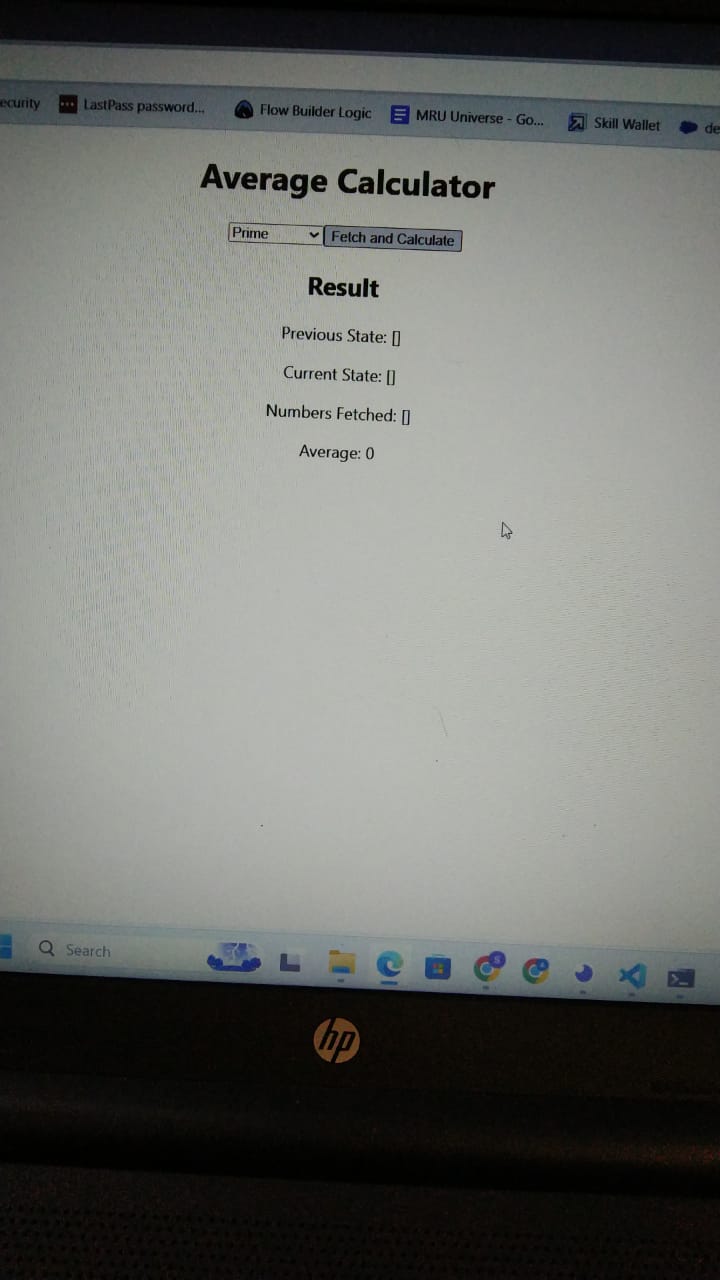 ecurity LastPass password... Flow Builder Logic MRU Universe - Go... Skill Wallet de
Average Calculator
Prime Fetch and Calculate
Result
Previous State: []
Current State: []
Numbers Fetched: []
Average: 0
Search S
hp